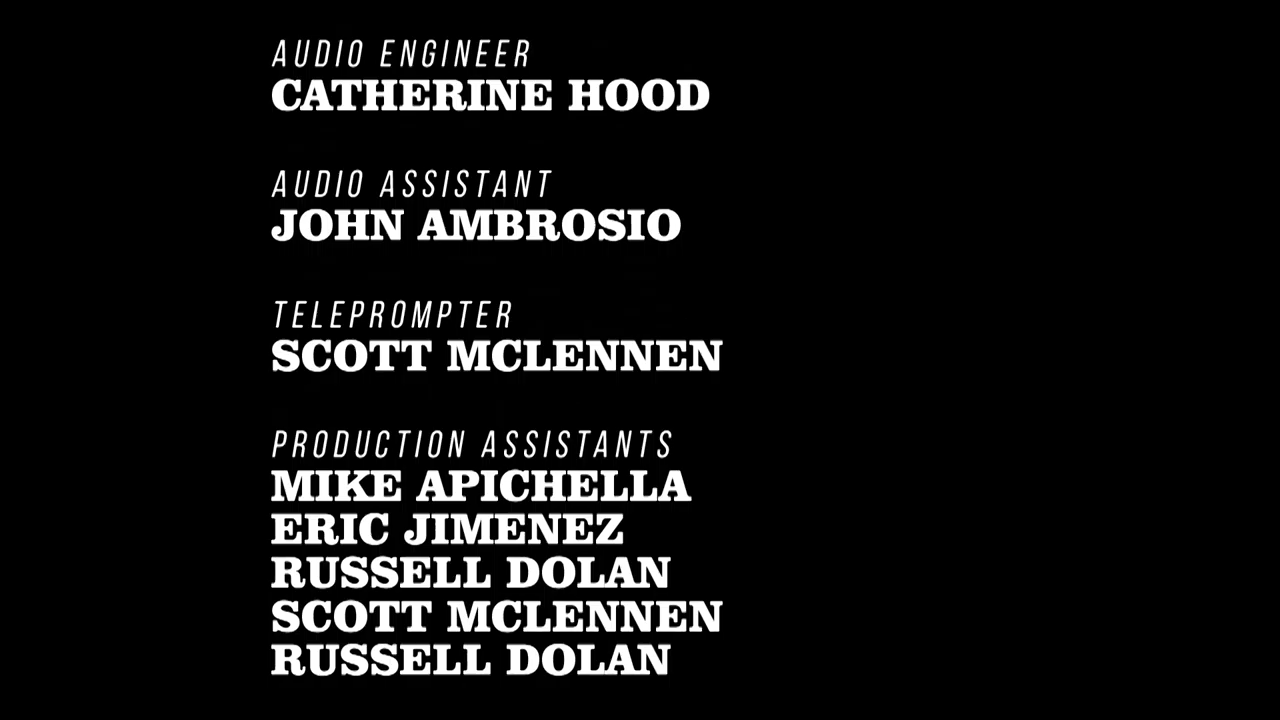 AUDIO ENGINEER
CATHERINE HOOD
AUDIO ASSISTANT
JOHN AMBROSIO
TELEPROMPTER
SCOTT MCLENNEN
PRODUCTION ASSISTANTS
MIKE APICHELLA
ERIC JIMENEZ
RUSSELL DOLAN
SCOTT MCLENNEN
RUSSELL DOLAN